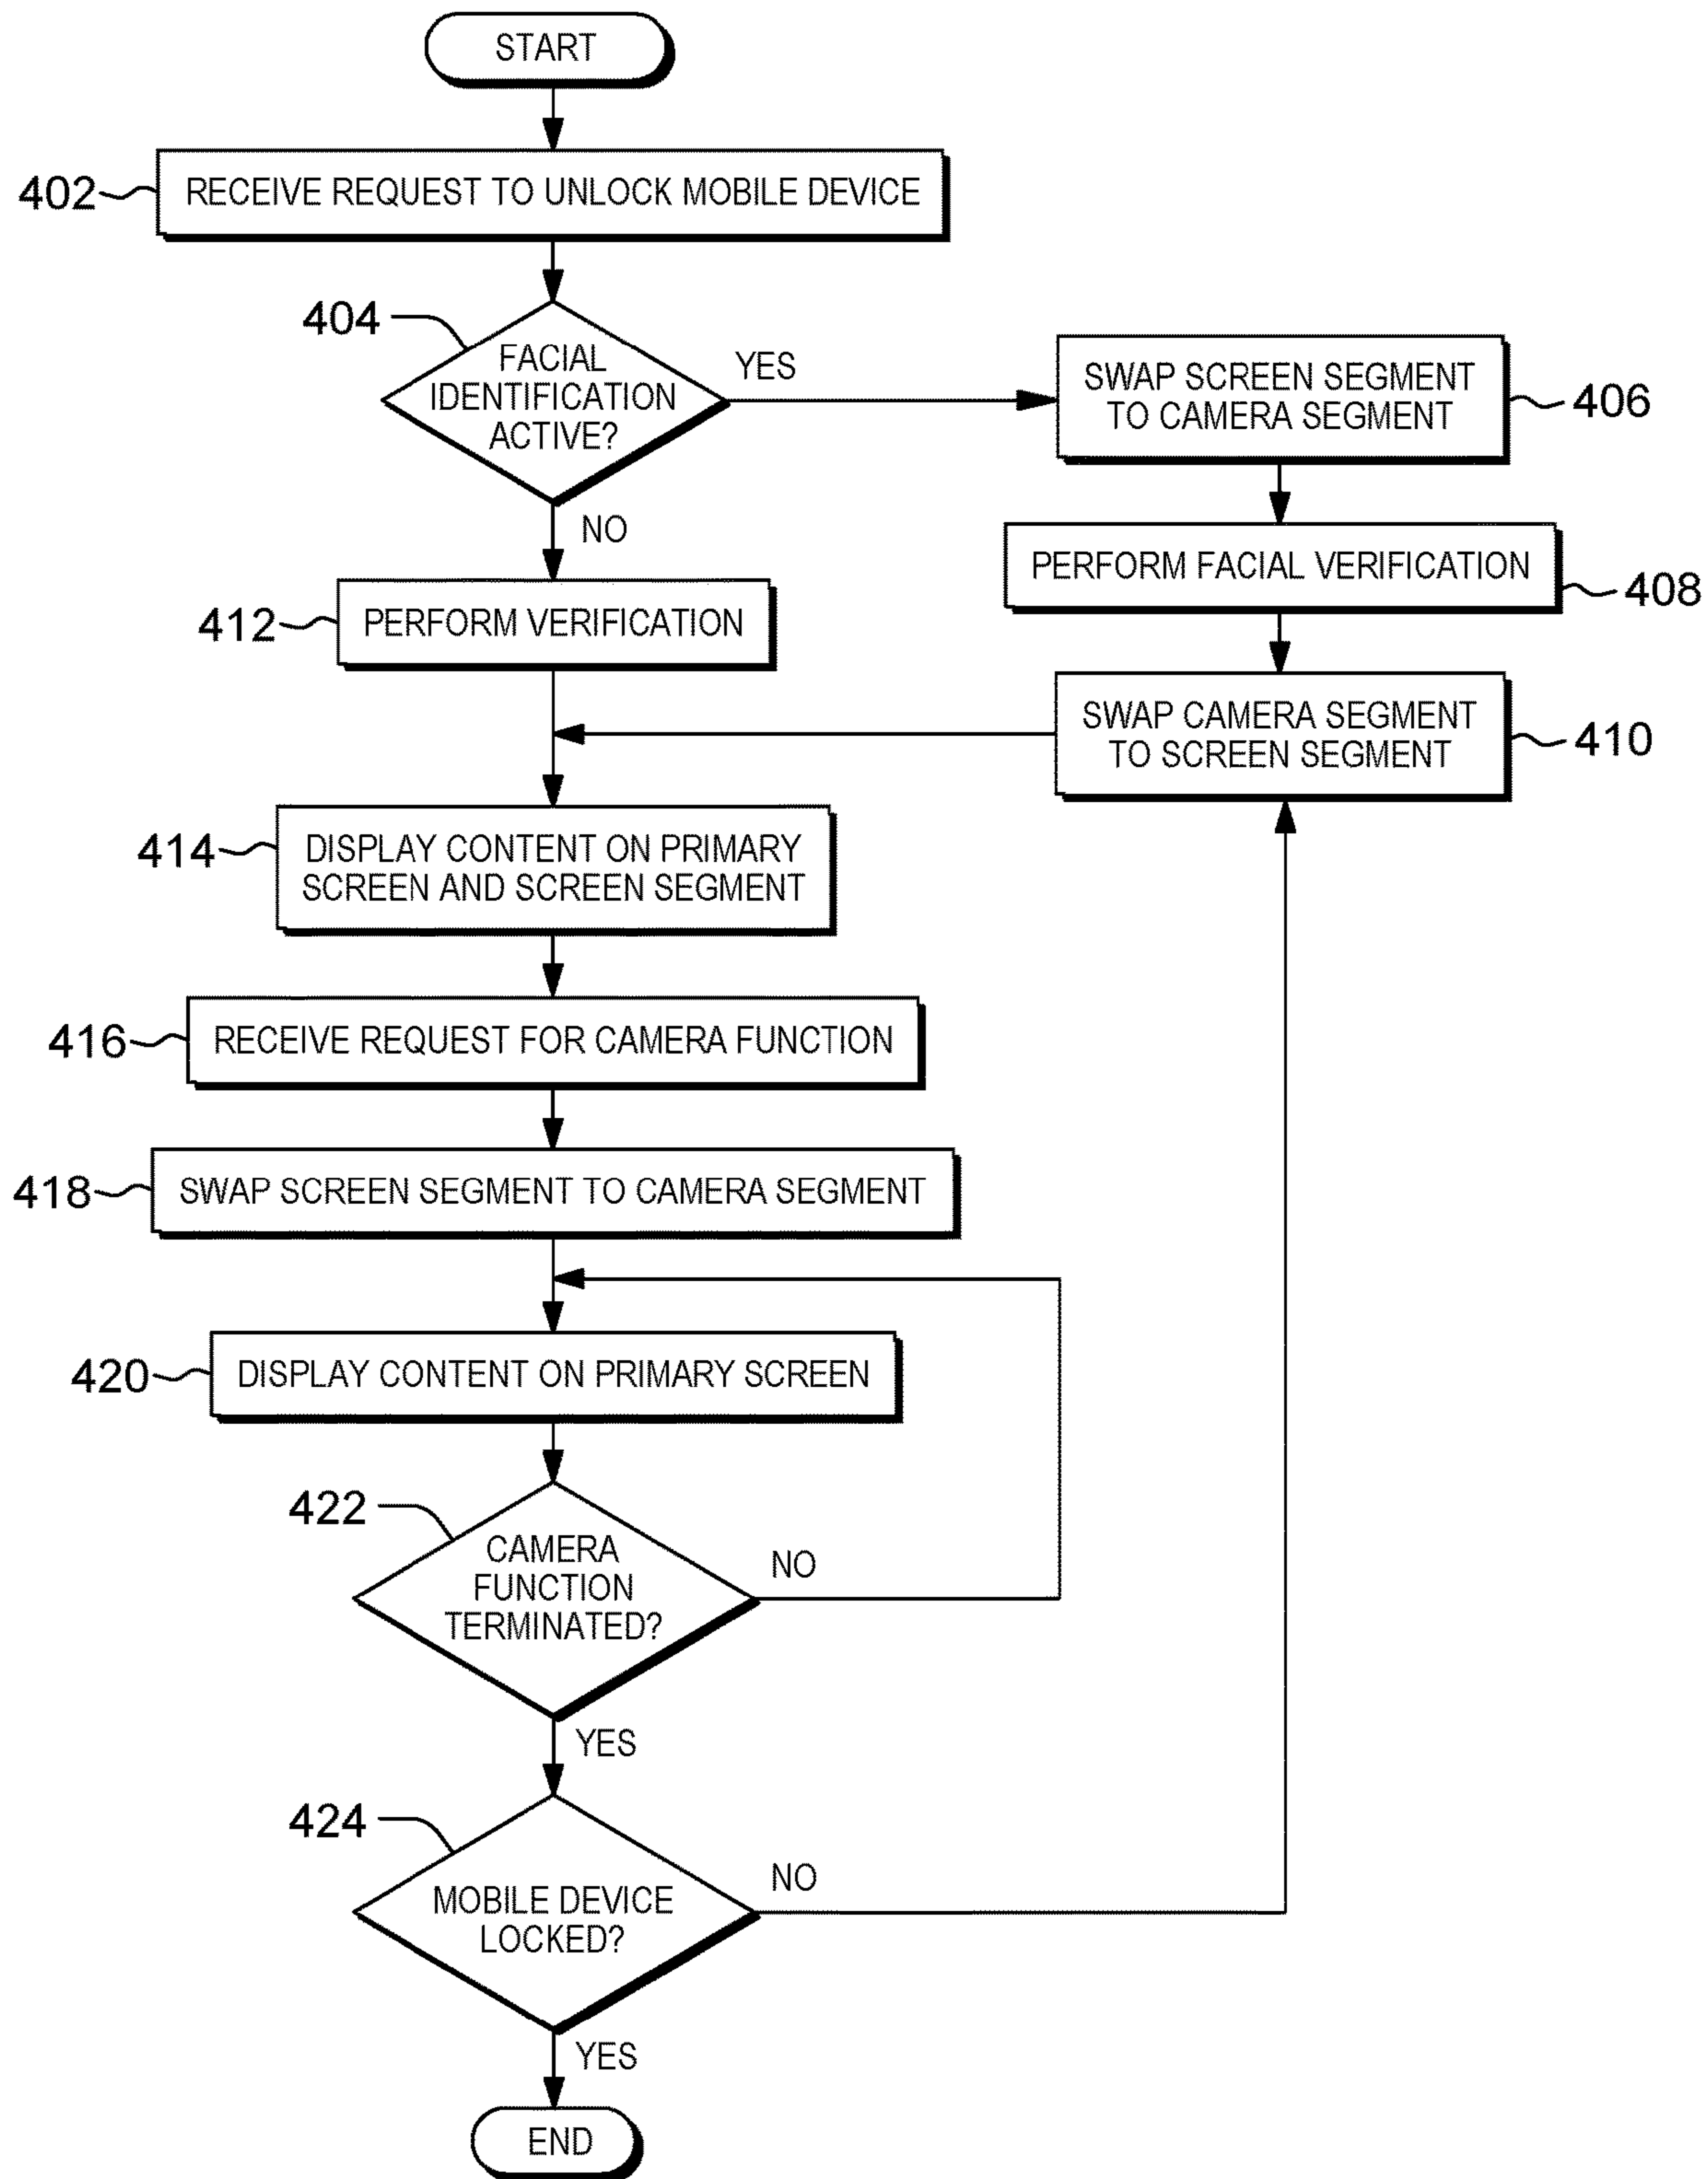 START
402
RECEIVE REQUEST TO UNLOCK MOBILE DEVICE
404
FACIAL
IDENTIFICATION
ACTIVE?
YES
SWAP SCREEN SEGMENT
TO CAMERA SEGMENT
406
NO
PERFORM FACIAL VERIFICATION
408
412
PERFORM VERIFICATION
SWAP CAMERA SEGMENT
TO SCREEN SEGMENT
410
414
DISPLAY CONTENT ON PRIMARY
SCREEN AND SCREEN SEGMENT
416
RECEIVE REQUEST FOR CAMERA FUNCTION
418
SWAP SCREEN SEGMENT TO CAMERA SEGMENT
420
DISPLAY CONTENT ON PRIMARY SCREEN
422
CAMERA
FUNCTION
TERMINATED?
NO
YES
424
MOBILE DEVICE
LOCKED?
NO
YES
END